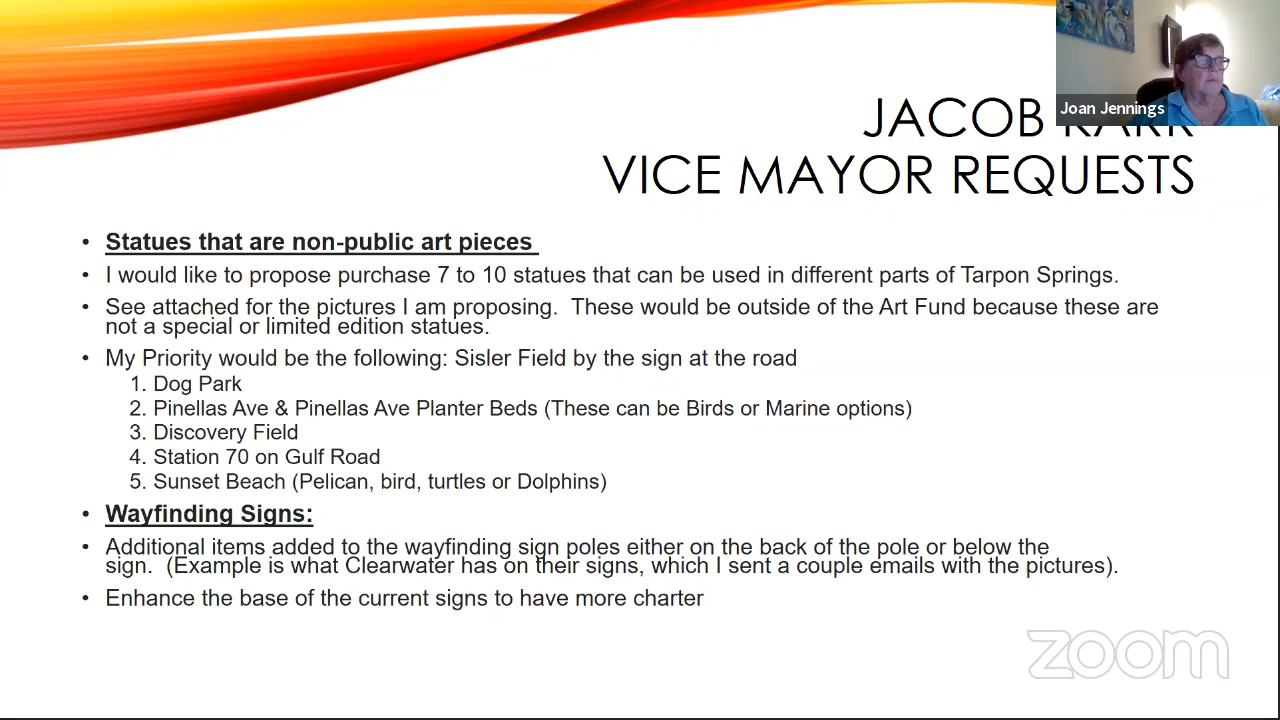 Joan Jennings
JACOB
VICE MAYOR REQUESTS
• Statues that are non-public art pieces
• I would like to propose purchase 7 to 10 statues that can be used in different parts of Tarpon Springs.
• See attached for the pictures I am proposing.  These would be outside of the Art Fund because these are
not a special or limited edition statues.
• My Priority would be the following: Sisler Field by the sign at the road
1. Dog Park
2. Pinellas Ave & Pinellas Ave Planter Beds (These can be Birds or Marine options)
3. Discovery Field
4. Station 70 on Gulf Road
5. Sunset Beach (Pelican, bird, turtles or Dolphins)
• Wayfinding Signs:
• Additional items added to the wayfinding sign poles either on the back of the pole or below the
sign.  (Example is what Clearwater has on their signs, which I sent a couple emails with the pictures).
• Enhance the base of the current signs to have more charter
zoom